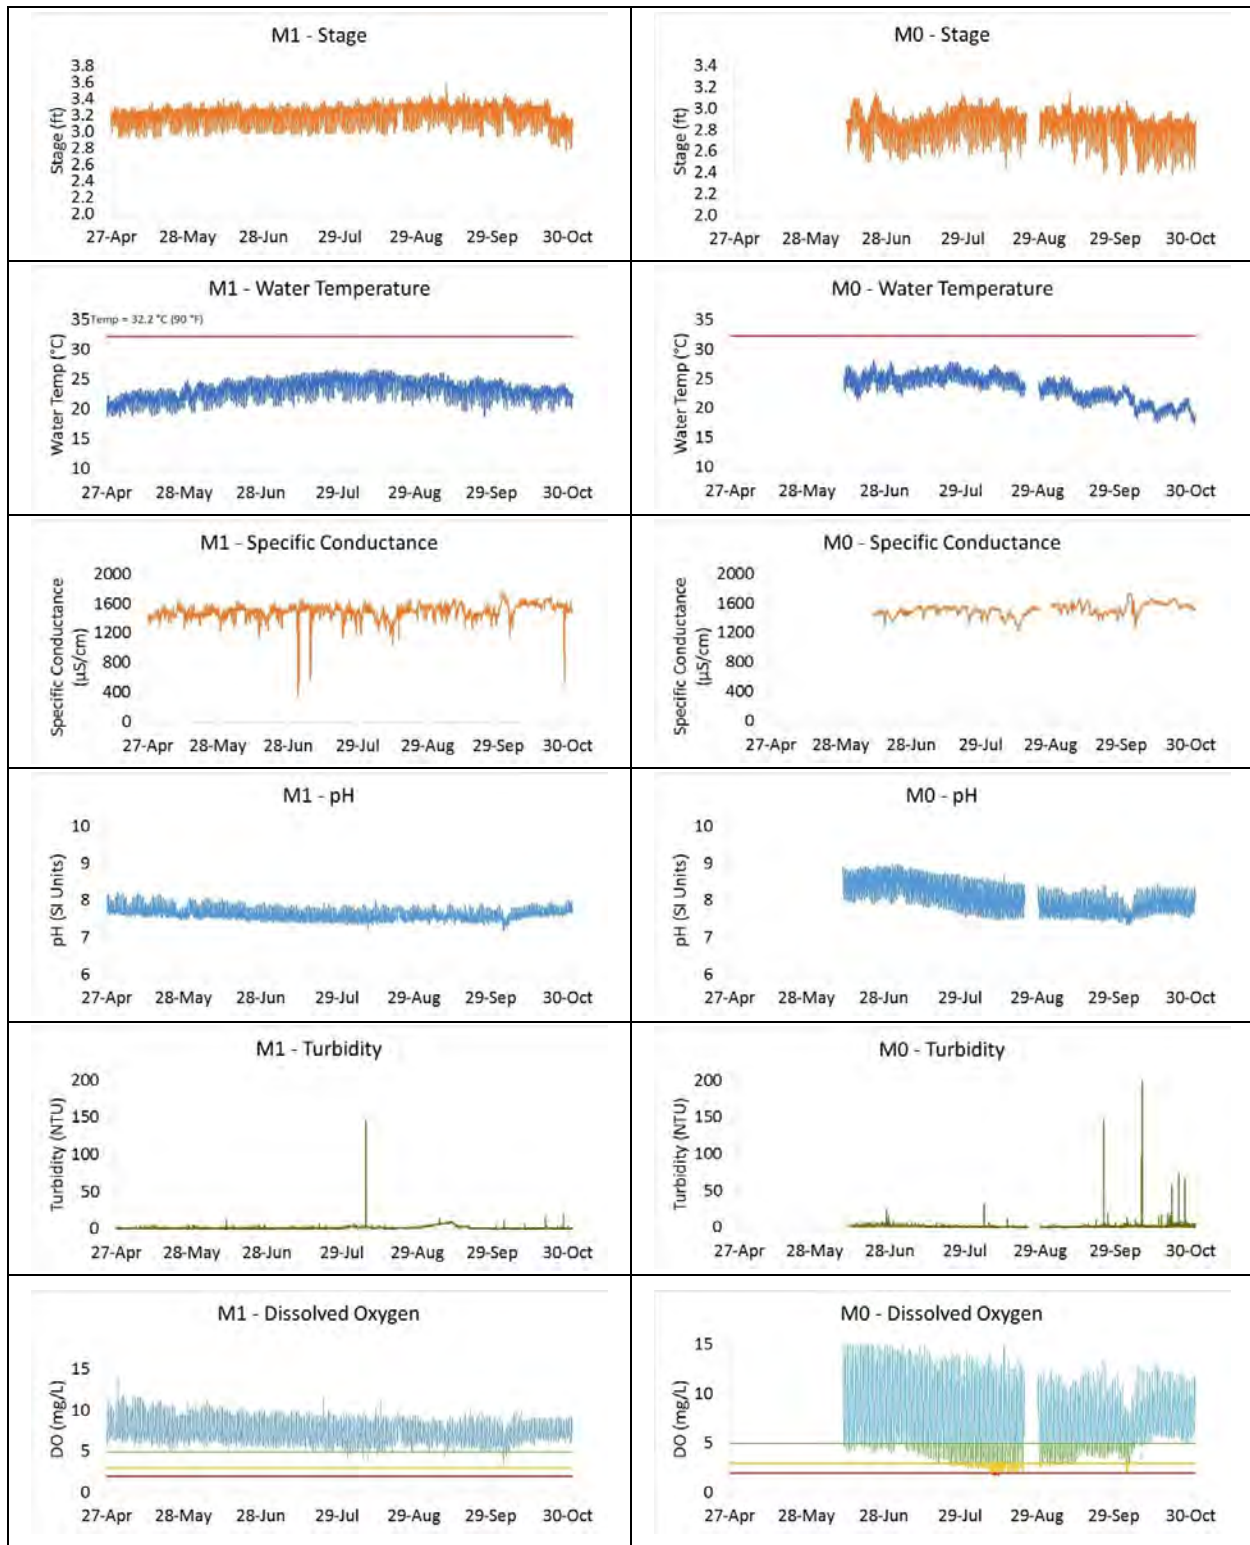 M1 - Stage
Stage (ft)
3.8
3.6
3.4
3.2
3.0
2.8
2.6
2.4
2.2
2.0
27-Apr 28-May 28-Jun 29-Jul 29-Aug 29-Sep 30-Oct
M0 - Stage
Stage (ft)
3.4
3.2
3.0
2.8
2.6
2.4
2.2
2.0
27-Apr 28-May 28-Jun 29-Jul 29-Aug 29-Sep 30-Oct
M1 - Water Temperature
Water Temp (°C)
Temp = 32.2 °C (90 °F)
35
30
25
20
15
10
27-Apr 28-May 28-Jun 29-Jul 29-Aug 29-Sep 30-Oct
M0 - Water Temperature
Water Temp (°C)
35
30
25
20
15
10
27-Apr 28-May 28-Jun 29-Jul 29-Aug 29-Sep 30-Oct
M1 - Specific Conductance
Specific Conductance
(µS/cm)
2000
1600
1200
800
400
0
27-Apr 28-May 28-Jun 29-Jul 29-Aug 29-Sep 30-Oct
M0 - Specific Conductance
Specific Conductance
(µS/cm)
2000
1600
1200
800
400
0
27-Apr 28-May 28-Jun 29-Jul 29-Aug 29-Sep 30-Oct
M1 - pH
pH (SI Units)
10
9
8
7
6
27-Apr 28-May 28-Jun 29-Jul 29-Aug 29-Sep 30-Oct
M0 - pH
pH (SI Units)
10
9
8
7
6
27-Apr 28-May 28-Jun 29-Jul 29-Aug 29-Sep 30-Oct
M1 - Turbidity
Turbidity (NTU)
200
150
100
50
0
27-Apr 28-May 28-Jun 29-Jul 29-Aug 29-Sep 30-Oct
M0 - Turbidity
Turbidity (NTU)
200
150
100
50
0
27-Apr 28-May 28-Jun 29-Jul 29-Aug 29-Sep 30-Oct
M1 - Dissolved Oxygen
DO (mg/L)
15
10
5
0
27-Apr 28-May 28-Jun 29-Jul 29-Aug 29-Sep 30-Oct
M0 - Dissolved Oxygen
DO (mg/L)
15
10
5
0
27-Apr 28-May 28-Jun 29-Jul 29-Aug 29-Sep 30-Oct